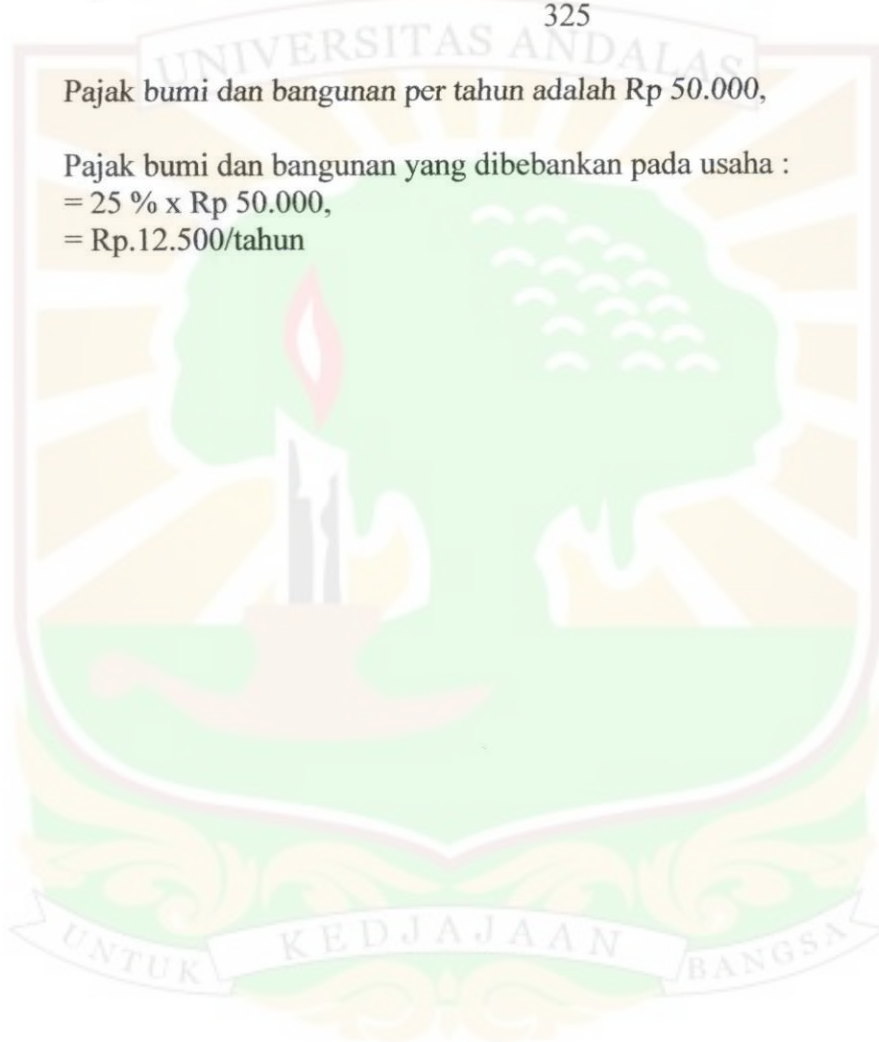 325
UNIVERSITAS ANDALAS
Pajak bumi dan bangunan per tahun adalah Rp 50.000,
Pajak bumi dan bangunan yang dibebankan pada usaha :
= 25 % x Rp 50.000,
= Rp.12.500/tahun
UNTUK KEDJAJAAN BANGSA